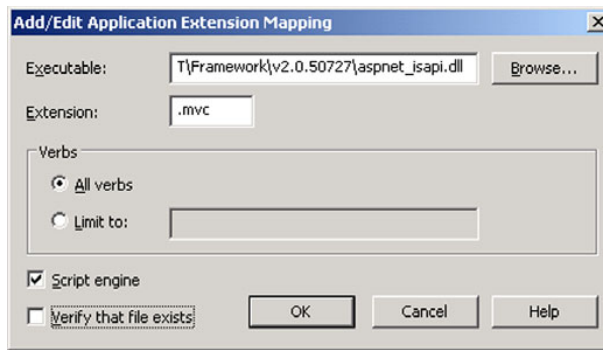 Add/Edit Application Extension Mapping
Executable: T\Framework\v2.0.50727\aspnet_isapi.dll Browse...
Extension: .mvc
Verbs
All verbs
Limit to:
Script engine
Verify that file exists OK Cancel Help